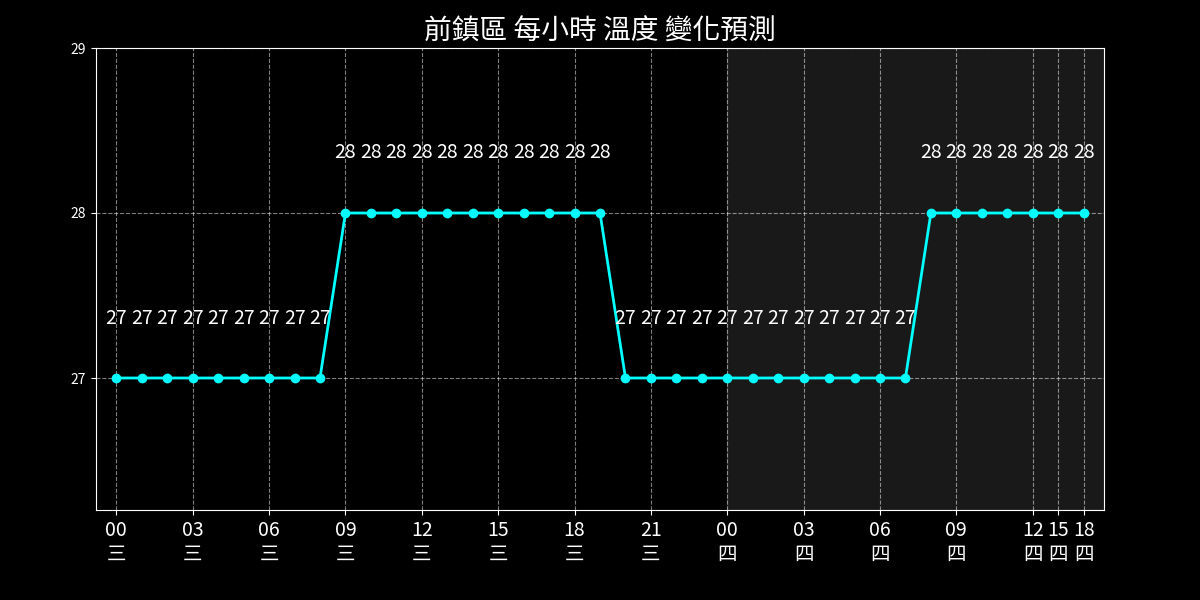 前鎮區 每小時 溫度 變化預測
29
28 28 28 28 28 28 28 28 28 28 28 28 28 28 28 28 28 28
28
27 27 27 27 27 27 27 27 27 27 27 27 27 27 27 27 27 27 27 27 27
27
00 03 06 09 12 15 18 21 00 03 06 09 12 15 18
三 三 三 三 三 三 三 三 四 四 四 四 四 四 四